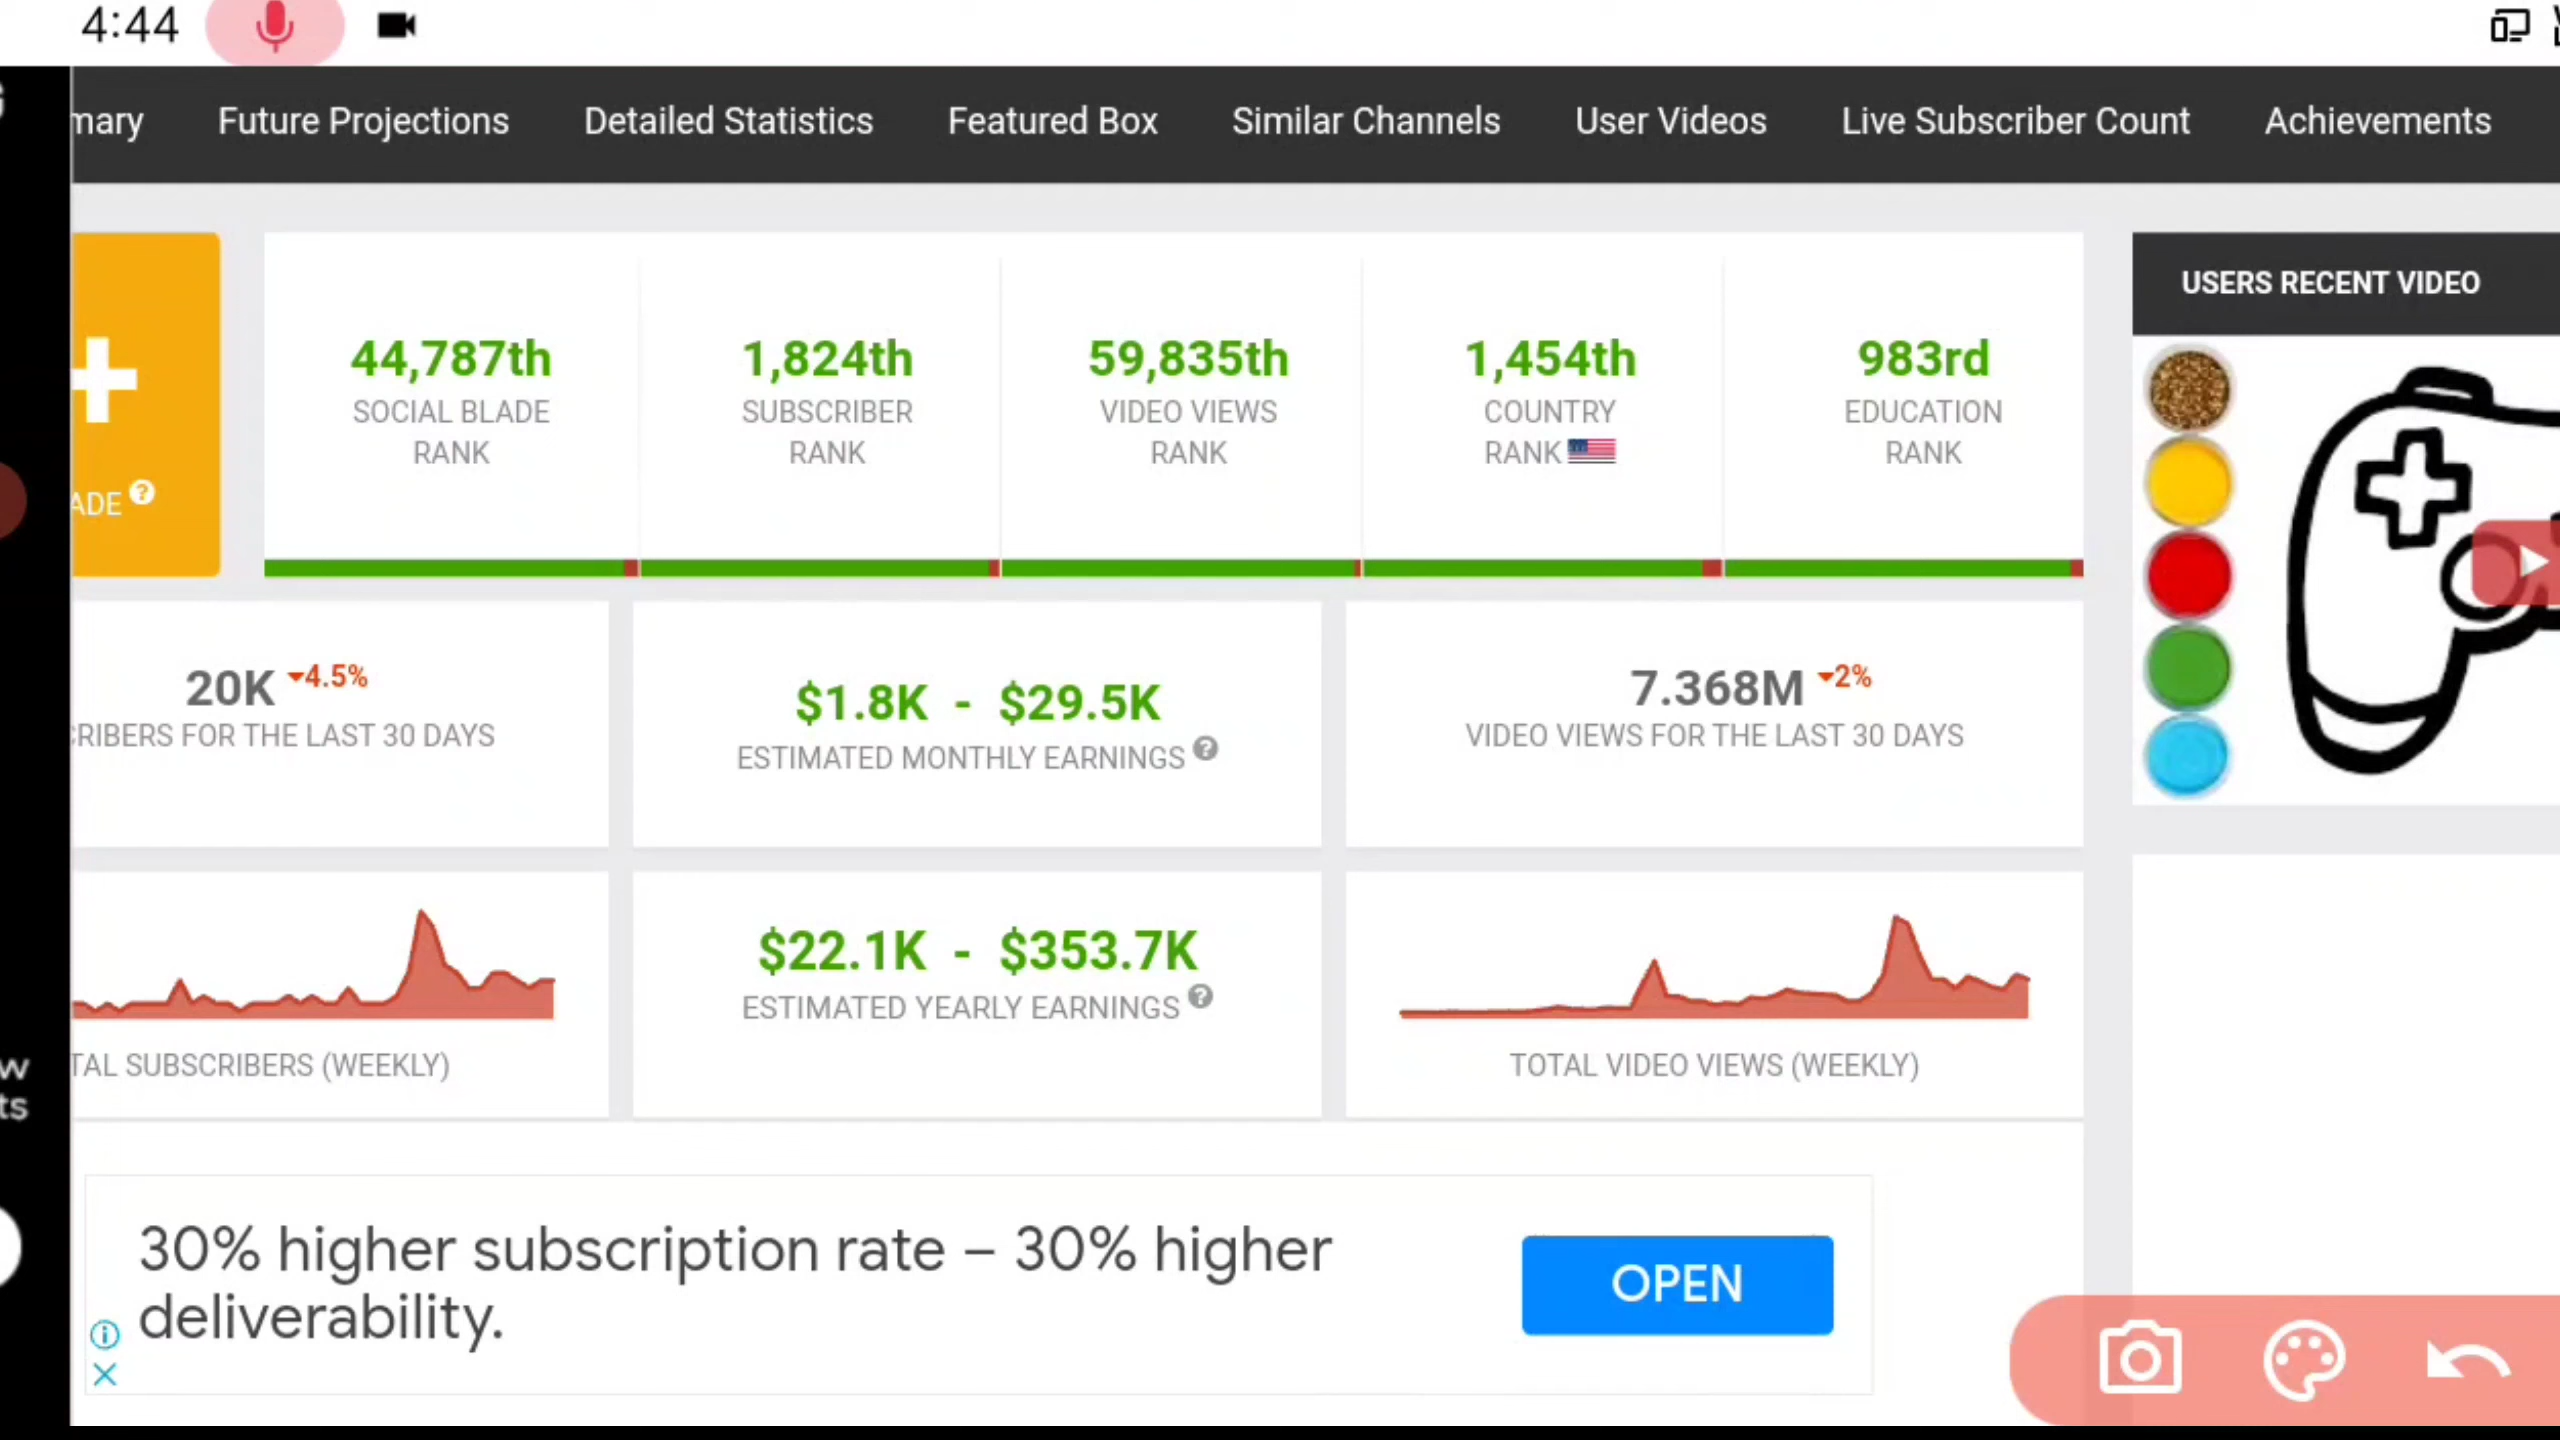 4:44
mary Future Projections Detailed Statistics Featured Box Similar Channels User Videos Live Subscriber Count Achievements
44,787th
SOCIAL BLADE
RANK
1,824th
SUBSCRIBER
RANK
59,835th
VIDEO VIEWS
RANK
1,454th
COUNTRY
RANK
983rd
EDUCATION
RANK
USERS RECENT VIDEO
ADE
20K 4.5%
CRIBERS FOR THE LAST 30 DAYS
$1.8K - $29.5K
ESTIMATED MONTHLY EARNINGS
7.368M 2%
VIDEO VIEWS FOR THE LAST 30 DAYS
TAL SUBSCRIBERS (WEEKLY)
$22.1K - $353.7K
ESTIMATED YEARLY EARNINGS
TOTAL VIDEO VIEWS (WEEKLY)
w
ts
30% higher subscription rate – 30% higher
deliverability.
OPEN